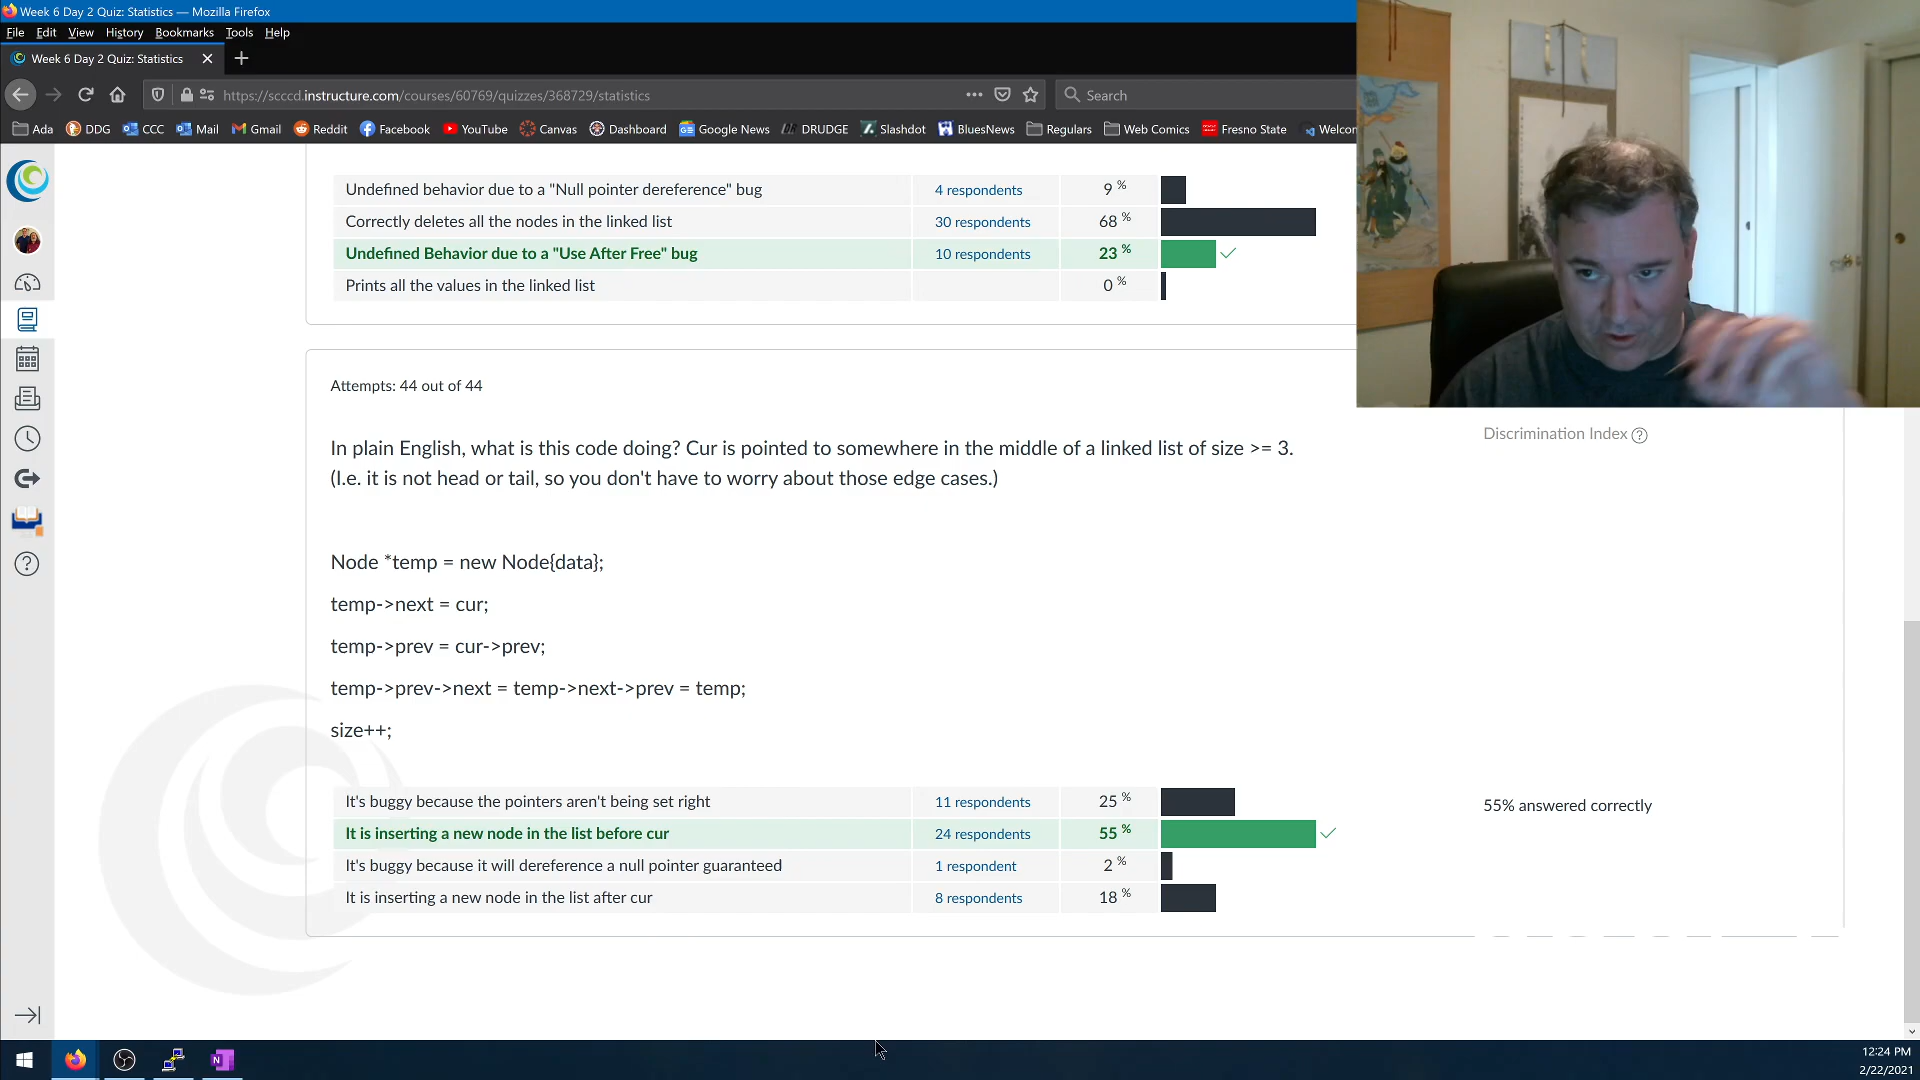 Week 6 Day 2 Quiz: Statistics — Mozilla Firefox
File Edit View History Bookmarks Tools Help
Week 6 Day 2 Quiz: Statistics
https://scccd.instructure.com/courses/60769/quizzes/368729/statistics
Search
Ada DDG CCC Mail Gmail Reddit Facebook YouTube Canvas Dashboard Google News DRUDGE Slashdot BluesNews Regulars Web Comics Fresno State Welcon
Undefined behavior due to a "Null pointer dereference" bug 4 respondents 9 %
Correctly deletes all the nodes in the linked list 30 respondents 68 %
Undefined Behavior due to a "Use After Free" bug 10 respondents 23 %
Prints all the values in the linked list 0 %
Attempts: 44 out of 44
Discrimination Index ?
In plain English, what is this code doing? Cur is pointed to somewhere in the middle of a linked list of size >= 3.
(I.e. it is not head or tail, so you don't have to worry about those edge cases.)
Node *temp = new Node{data};
temp->next = cur;
temp->prev = cur->prev;
temp->prev->next = temp->next->prev = temp;
size++;
It's buggy because the pointers aren't being set right 11 respondents 25 %
55% answered correctly
It is inserting a new node in the list before cur 24 respondents 55 %
It's buggy because it will dereference a null pointer guaranteed 1 respondent 2 %
It is inserting a new node in the list after cur 8 respondents 18 %
12:24 PM
2/22/2021